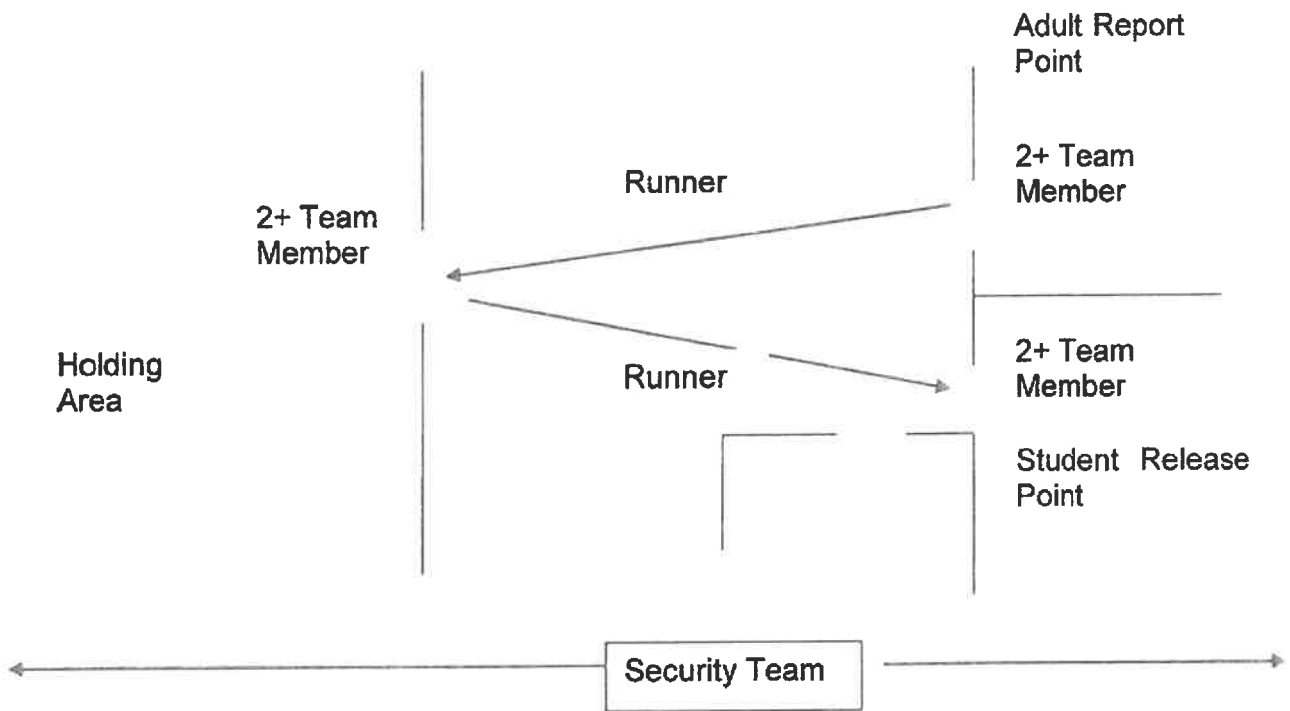 Adult Report
Point
2+ Team
Member
Runner
2+ Team
Member
Holding
Area
Runner
2+ Team
Member
Student Release
Point
Security Team